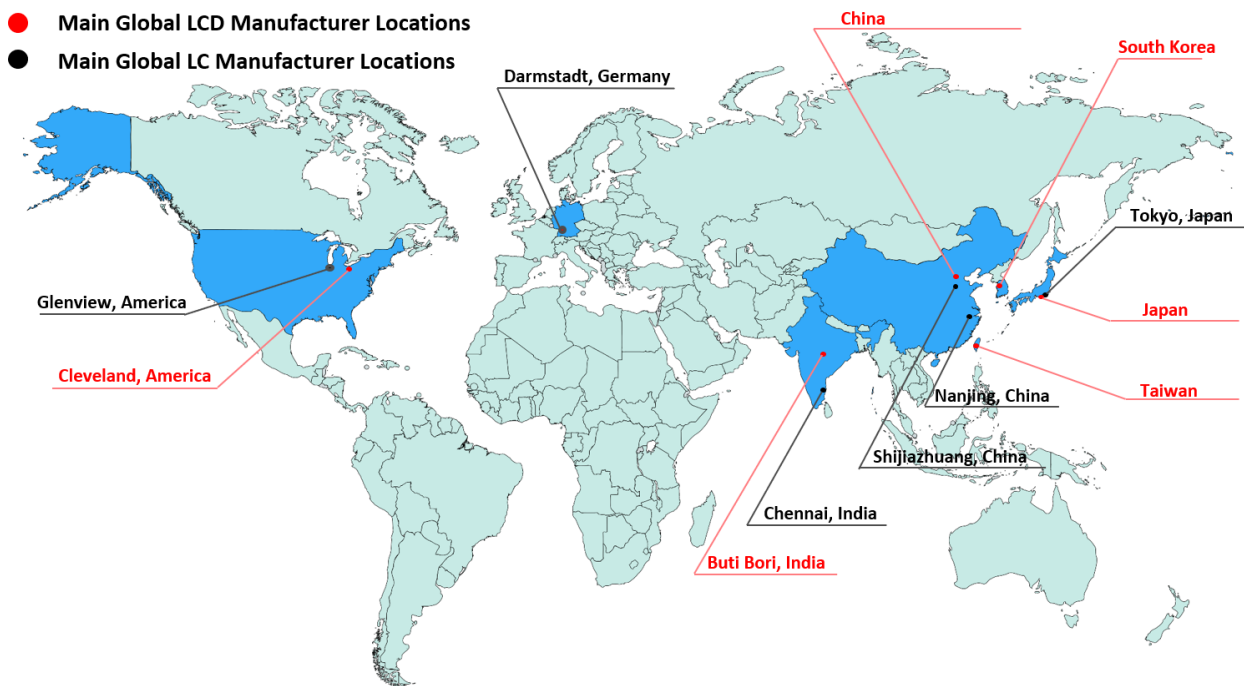 Main Global LCD Manufacturer Locations
Main Global LC Manufacturer Locations
China
South Korea
Darmstadt, Germany
Tokyo, Japan
Glenview, America
Japan
Cleveland, America
Taiwan
Nanjing, China
Shijiazhuang, China
Chennai, India
Buti Bori, India